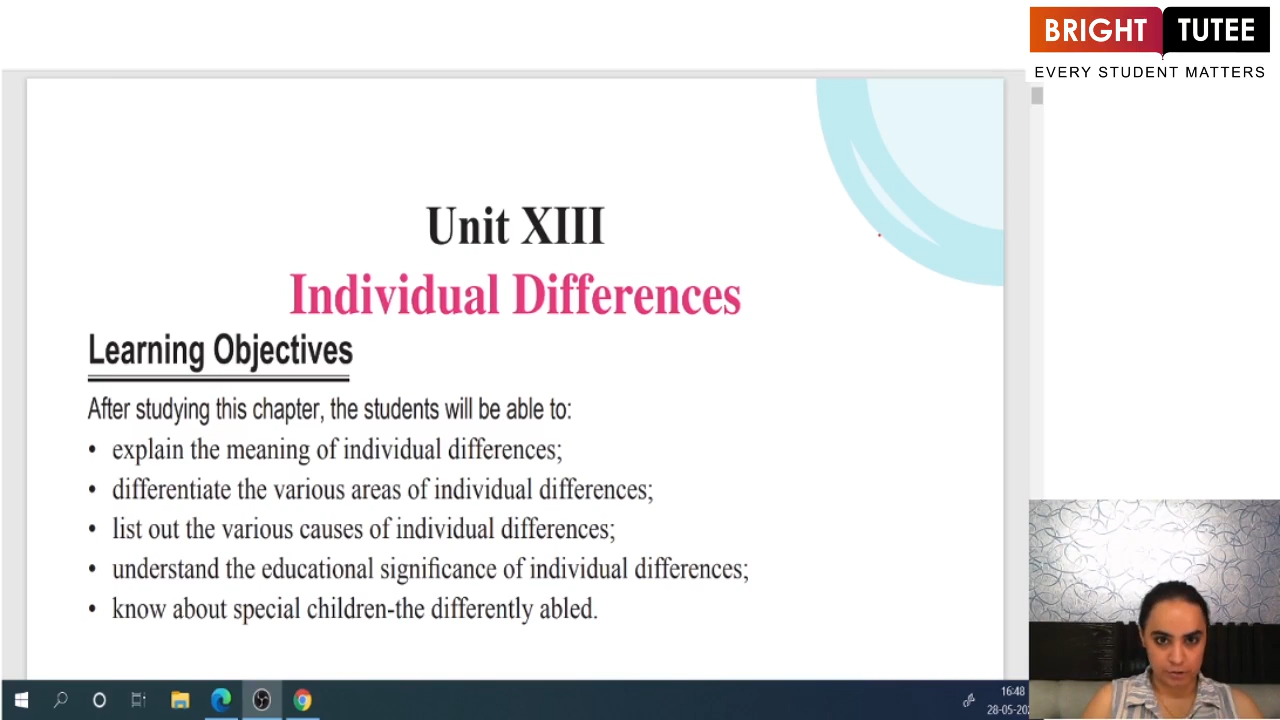 BRIGHT TUTEE
EVERY STUDENT MATTERS
Unit XIII
Individual Differences
Learning Objectives
After studying this chapter, the students will be able to:
• explain the meaning of individual differences;
• differentiate the various areas of individual differences;
• list out the various causes of individual differences;
• understand the educational significance of individual differences;
• know about special children-the differently abled.
16:48
28-05-20